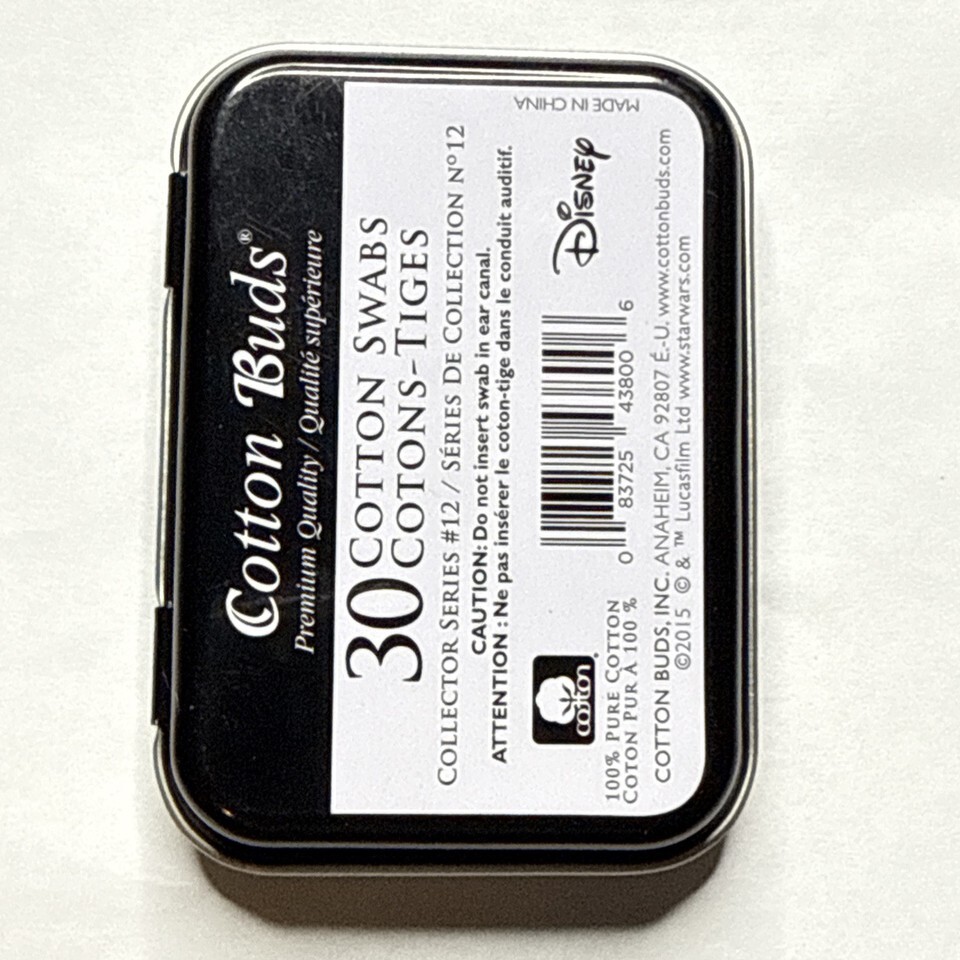 Cotton Buds®
Premium Quality / Qualité supérieure
30 COTTON SWABS
COTONS-TIGES
COLLECTOR SERIES #12 / SÉRIES DE COLLECTION Nº12
CAUTION: Do not insert swab in ear canal.
ATTENTION : Ne pas insérer le coton-tige dans le conduit auditif.
cotton®
100% PURE COTTON
COTON PUR À 100 %
0 83725 43800 6
DISNEY
COTTON BUDS, INC. ANAHEIM, CA 92807 É.-U. www.cottonbuds.com
©2015 © & ™ Lucasfilm Ltd www.starwars.com
MADE IN CHINA